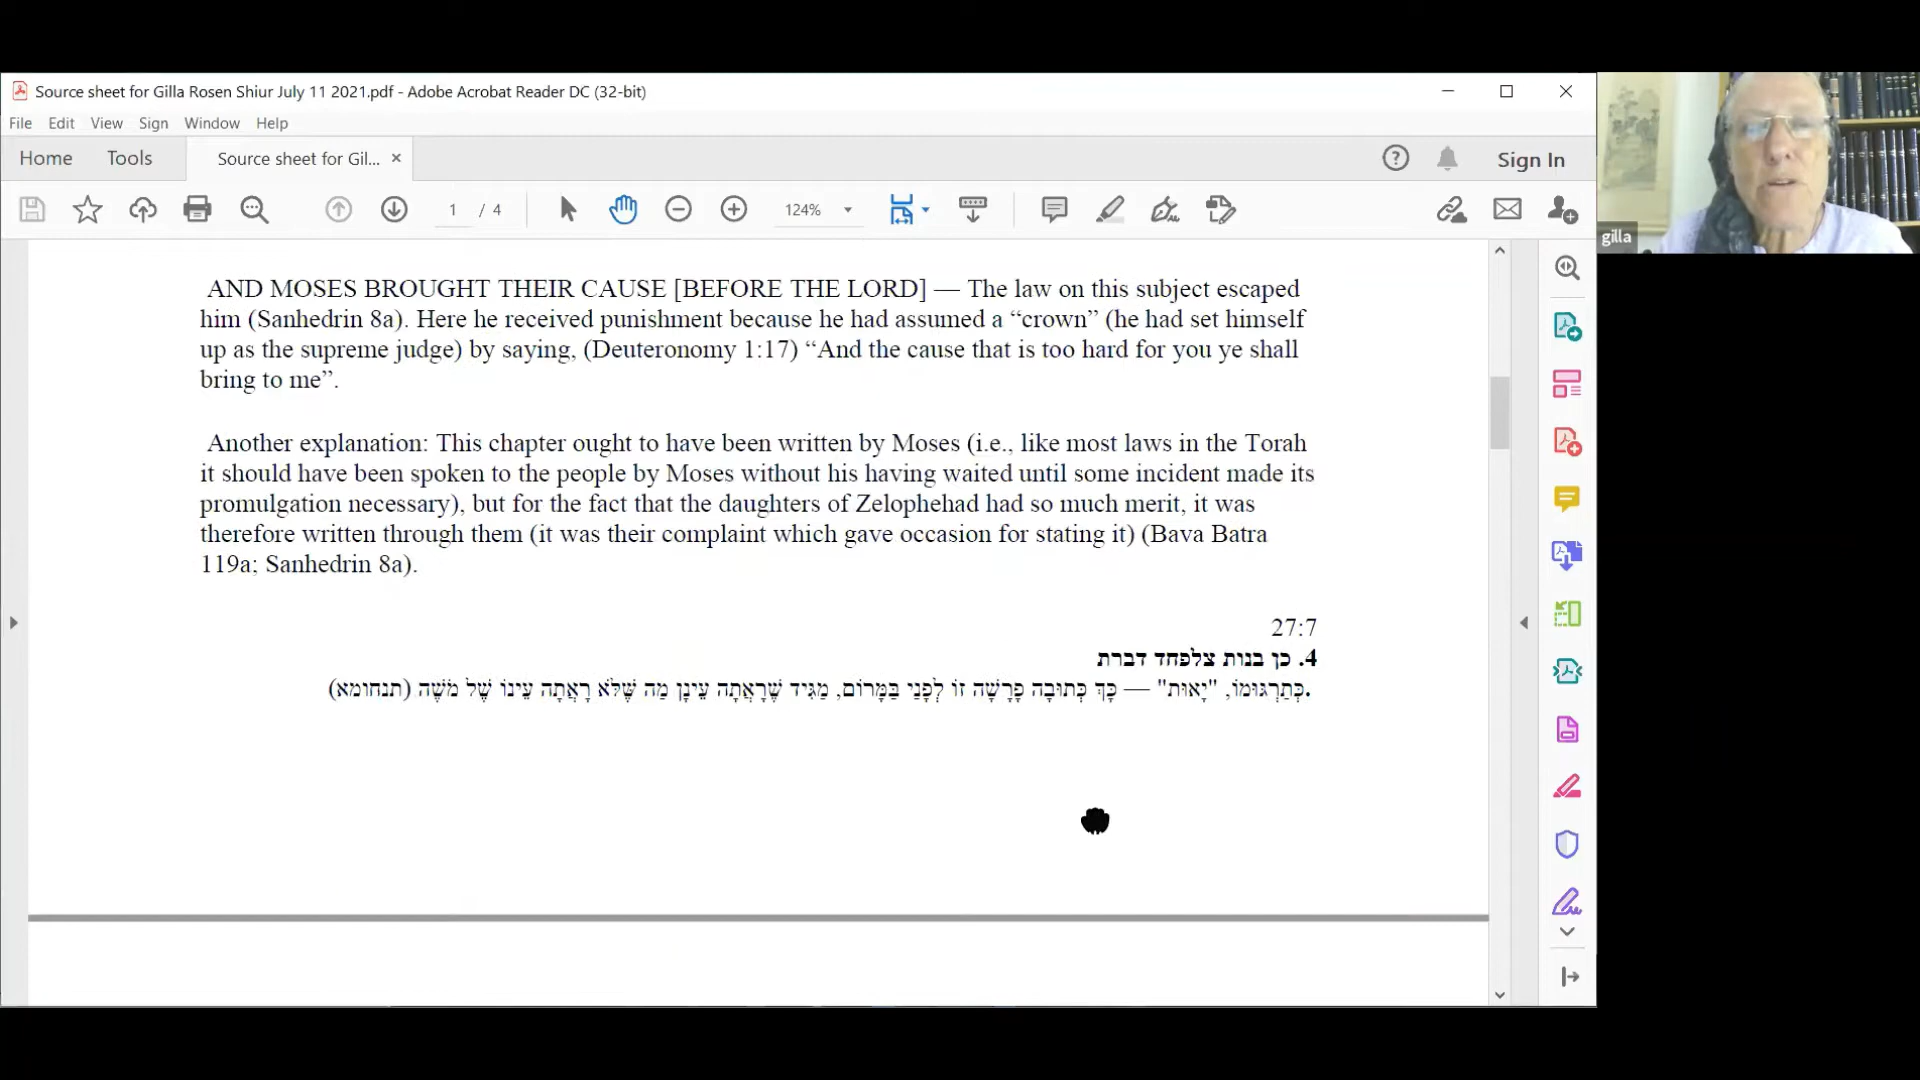 Source sheet for Gilla Rosen Shiur July 11 2021.pdf - Adobe Acrobat Reader DC (32-bit)
File Edit View Sign Window Help
Home Tools Source sheet for Gil... × Sign In
1 / 4 124%
gilla
AND MOSES BROUGHT THEIR CAUSE [BEFORE THE LORD] — The law on this subject escaped
him (Sanhedrin 8a). Here he received punishment because he had assumed a “crown” (he had set himself
up as the supreme judge) by saying, (Deuteronomy 1:17) “And the cause that is too hard for you ye shall
bring to me”.
Another explanation: This chapter ought to have been written by Moses (i.e., like most laws in the Torah
it should have been spoken to the people by Moses without his having waited until some incident made its
promulgation necessary), but for the fact that the daughters of Zelophehad had so much merit, it was
therefore written through them (it was their complaint which gave occasion for stating it) (Bava Batra
119a; Sanhedrin 8a).
27:7
4. כן בנות צלפחד דברת
.כְּתַרְגּוּמוֹ, "יָאוּת" — כָּךְ כְּתוּבָה פָרָשָׁה זוֹ לְפָנַי בַּמָּרוֹם, מַגִּיד שֶׁרָאֲתָה עֵינָן מַה שֶּׁלֹּא רָאֲתָה עֵינוֹ שֶׁל מֹשֶׁה (תנחומא)